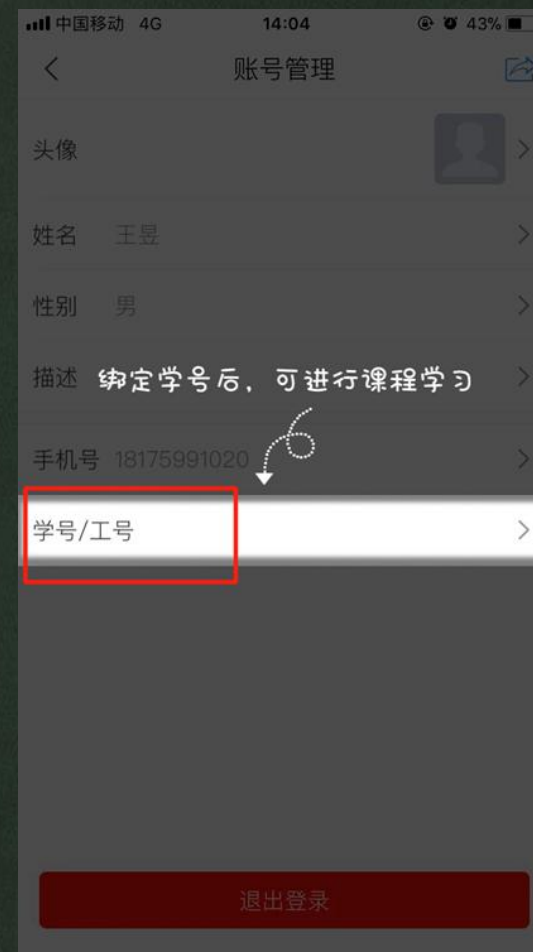 中国移动 4G 14:04 43%
账号管理
头像
姓名 王昱
性别 男
描述 绑定学号后，可进行课程学习
手机号 18175991020
学号/工号
退出登录